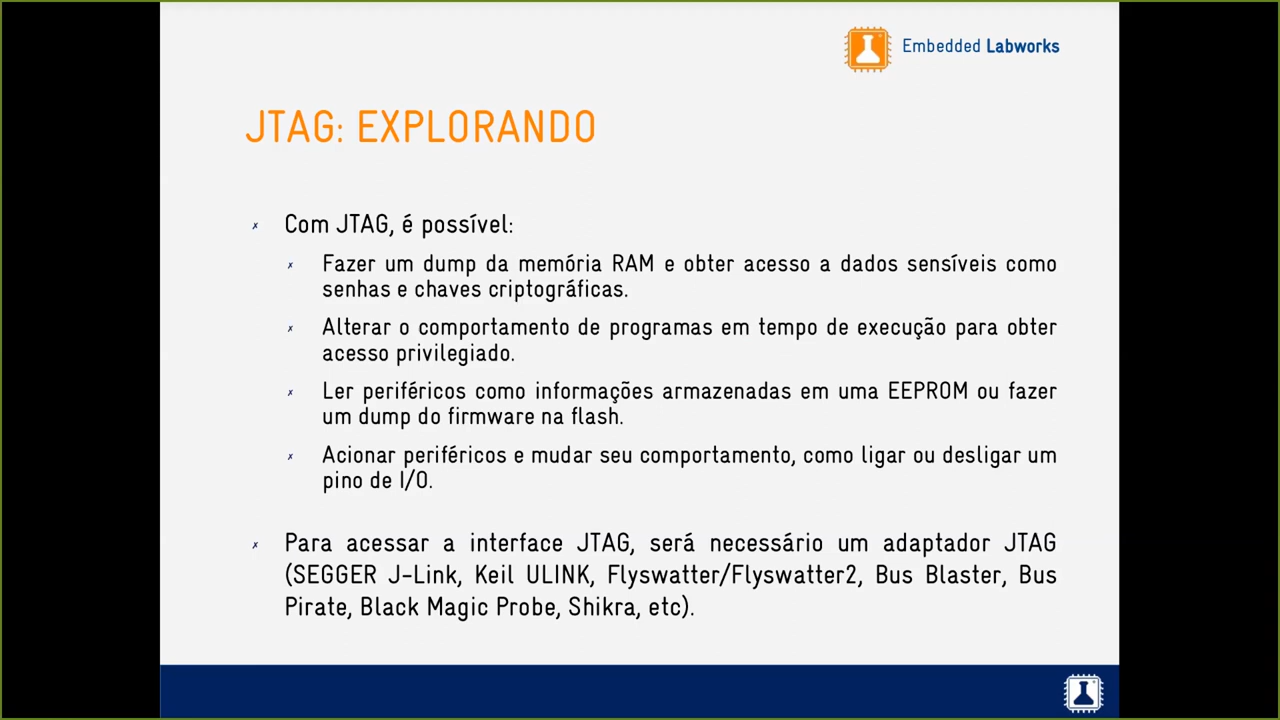 Embedded Labworks
JTAG: EXPLORANDO
Com JTAG, é possível:
Fazer um dump da memória RAM e obter acesso a dados sensíveis como
senhas e chaves criptográficas.
Alterar o comportamento de programas em tempo de execução para obter
acesso privilegiado.
Ler periféricos como informações armazenadas em uma EEPROM ou fazer
um dump do firmware na flash.
Acionar periféricos e mudar seu comportamento, como ligar ou desligar um
pino de I/O.
Para acessar a interface JTAG, será necessário um adaptador JTAG
(SEGGER J-Link, Keil ULINK, Flyswatter/Flyswatter2, Bus Blaster, Bus
Pirate, Black Magic Probe, Shikra, etc).